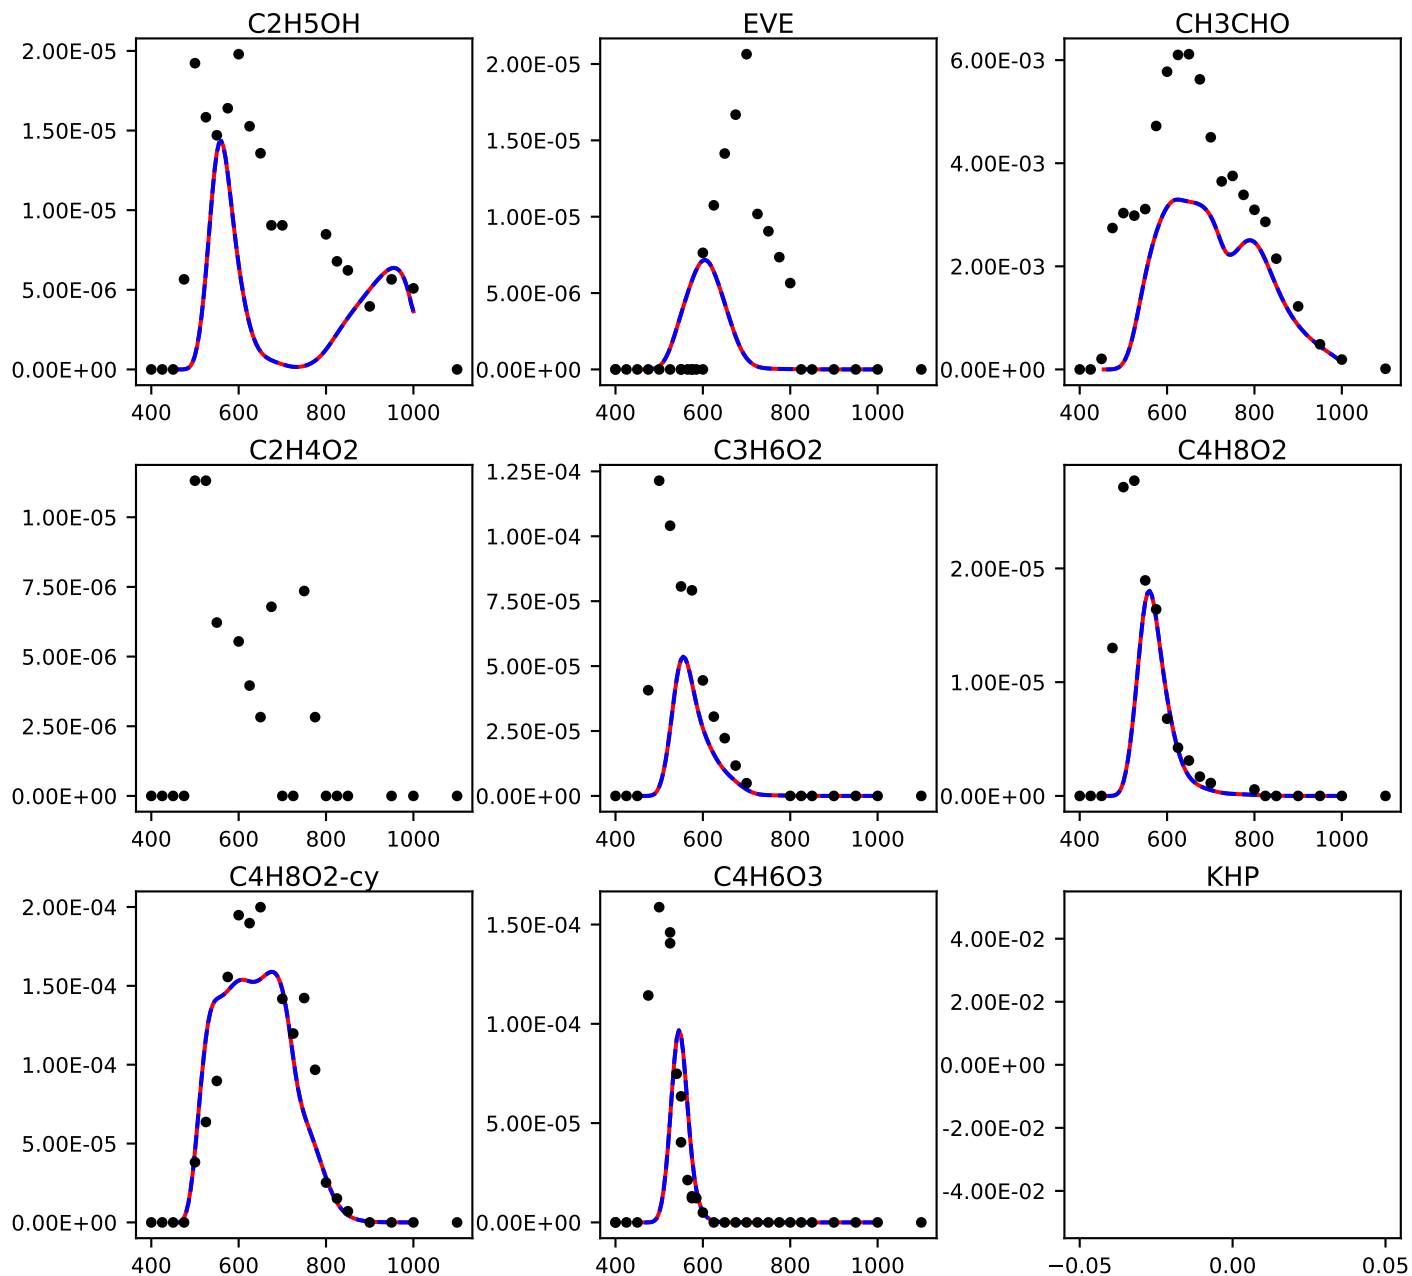 C2H5OH EVE CH3CHO
2.00E-05
1.50E-05
1.00E-05
5.00E-06
0.00E+00
400 600 800 1000
2.00E-05
1.50E-05
1.00E-05
5.00E-06
0.00E+00
400 600 800 1000
6.00E-03
4.00E-03
2.00E-03
0.00E+00
400 600 800 1000
C2H4O2 C3H6O2 C4H8O2
1.00E-05
7.50E-06
5.00E-06
2.50E-06
0.00E+00
400 600 800 1000
1.25E-04
1.00E-04
7.50E-05
5.00E-05
2.50E-05
0.00E+00
400 600 800 1000
2.00E-05
1.00E-05
0.00E+00
400 600 800 1000
C4H8O2-cy C4H6O3 KHP
2.00E-04
1.50E-04
1.00E-04
5.00E-05
0.00E+00
400 600 800 1000
1.50E-04
1.00E-04
5.00E-05
0.00E+00
400 600 800 1000
4.00E-02
2.00E-02
0.00E+00
-2.00E-02
-4.00E-02
−0.05 0.00 0.05